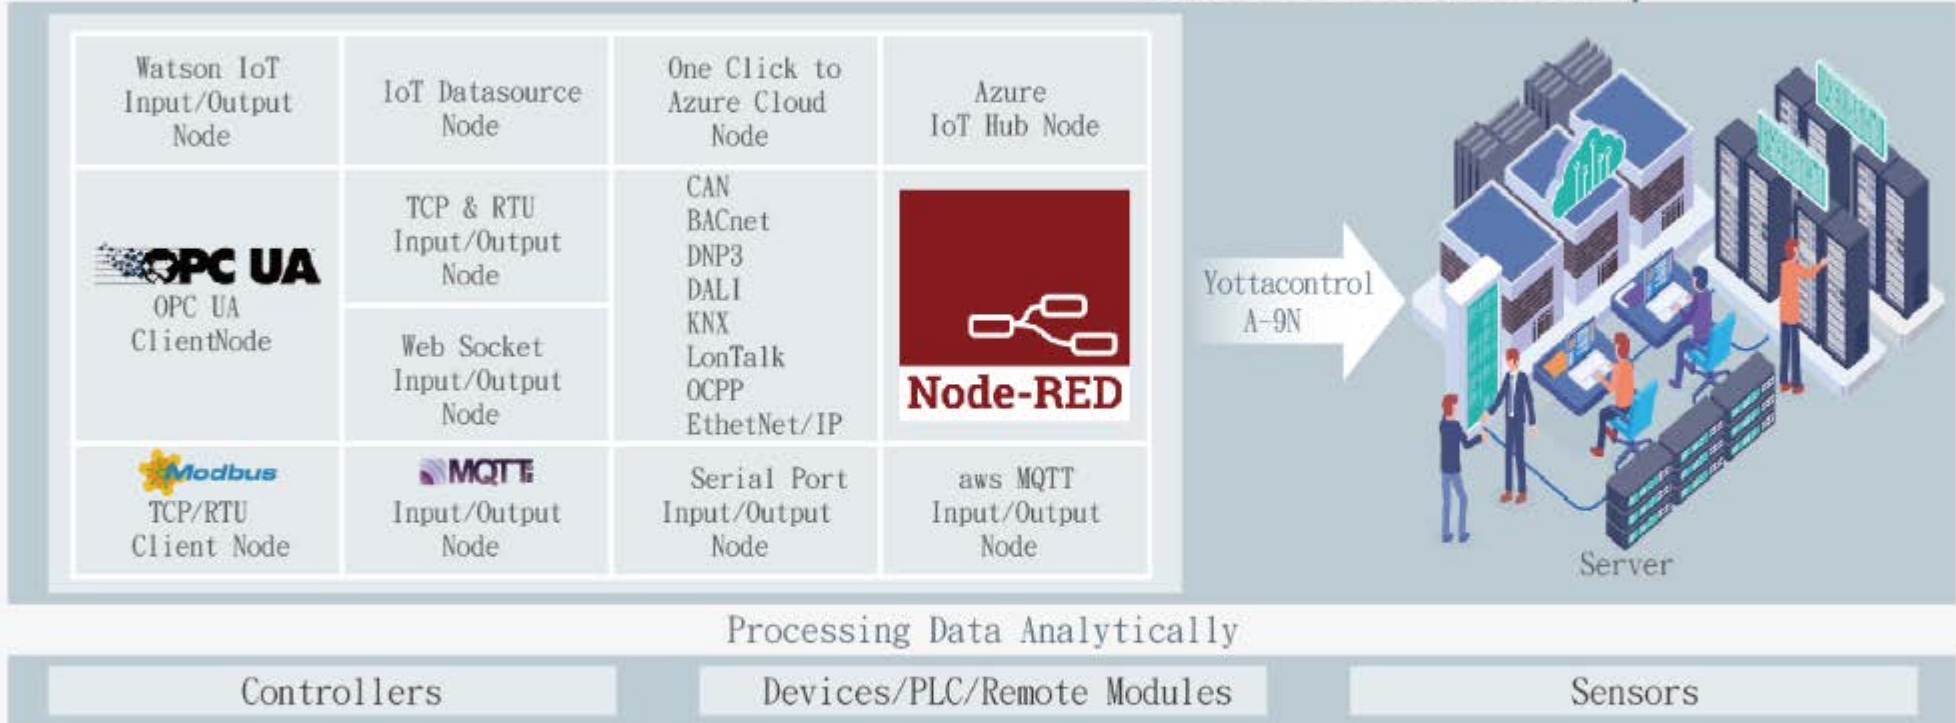 Watson IoT
Input/Output
Node
IoT Datasource
Node
One Click to
Azure Cloud
Node
Azure
IoT Hub Node
OPC UA
OPC UA
ClientNode
TCP & RTU
Input/Output
Node
Web Socket
Input/Output
Node
CAN
BACnet
DNP3
DALI
KNX
LonTalk
OCPP
EthetNet/IP
Node-RED
Modbus
TCP/RTU
Client Node
MQTT
Input/Output
Node
Serial Port
Input/Output
Node
aws MQTT
Input/Output
Node
Yottacontrol
A-9N
Server
Processing Data Analytically
Controllers
Devices/PLC/Remote Modules
Sensors